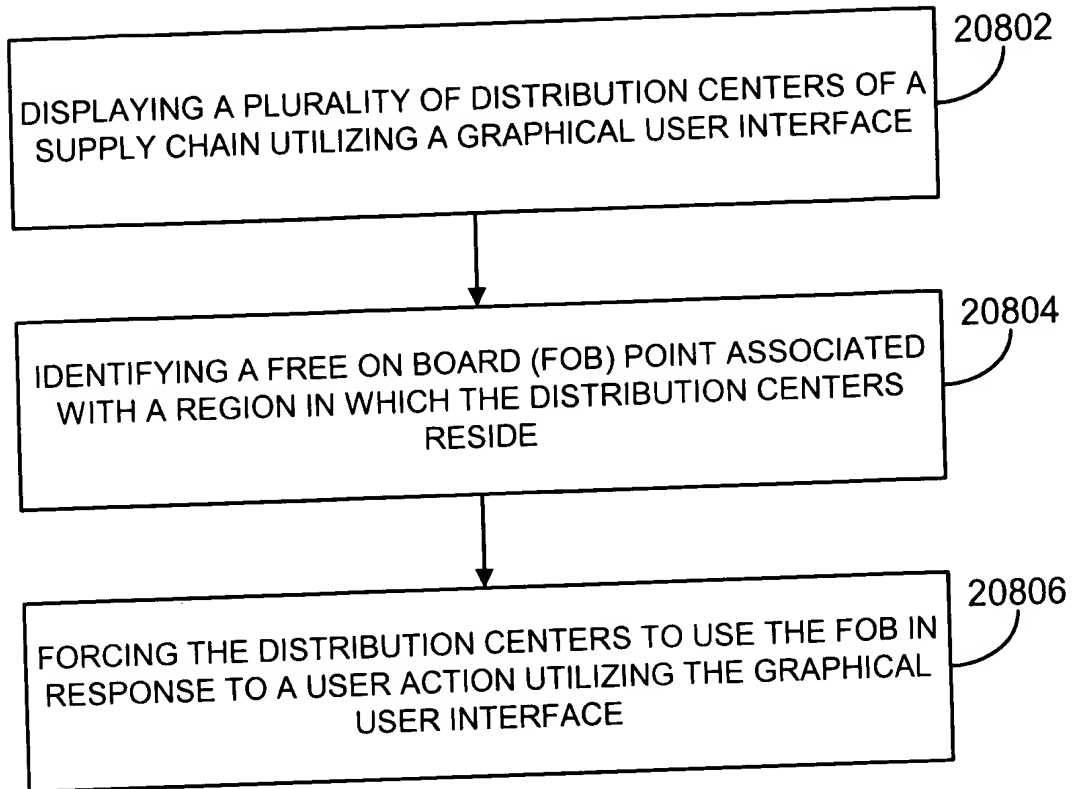 20802
DISPLAYING A PLURALITY OF DISTRIBUTION CENTERS OF A
SUPPLY CHAIN UTILIZING A GRAPHICAL USER INTERFACE
20804
IDENTIFYING A FREE ON BOARD (FOB) POINT ASSOCIATED
WITH A REGION IN WHICH THE DISTRIBUTION CENTERS
RESIDE
20806
FORCING THE DISTRIBUTION CENTERS TO USE THE FOB IN
RESPONSE TO A USER ACTION UTILIZING THE GRAPHICAL
USER INTERFACE